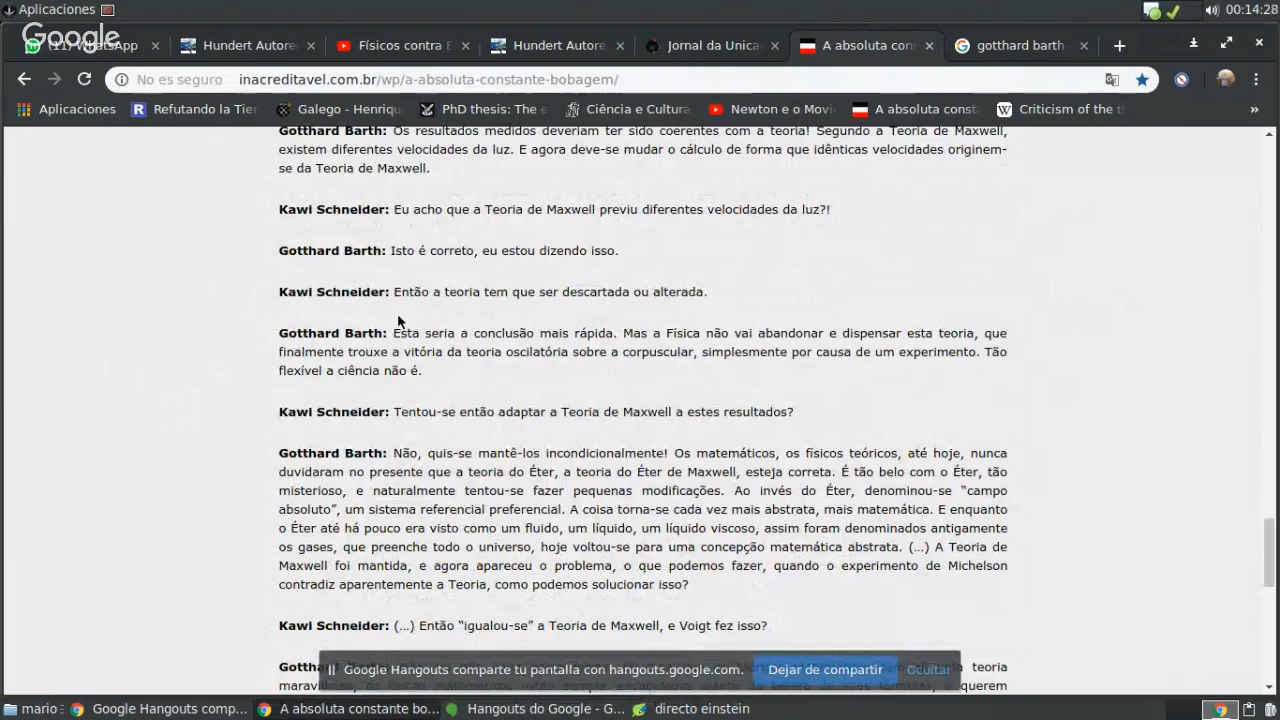 Aplicaciones
00:14:28
Google
(11) WhatsApp
Hundert Autore
Físicos contra E
Hundert Autore
Jornal da Unica
A absoluta con
gotthard barth -
No es seguro
inacreditavel.com.br/wp/a-absoluta-constante-bobagem/
Aplicaciones
Refutando la Tier
Galego - Henriqu
PhD thesis: The e
Ciência e Cultura
Newton e o Movi
A absoluta const
Criticism of the t
»
Gotthard Barth: Os resultados medidos deveriam ter sido coerentes com a teoria! Segundo a Teoria de Maxwell,
existem diferentes velocidades da luz. E agora deve-se mudar o cálculo de forma que idênticas velocidades originem-
se da Teoria de Maxwell.
Kawi Schneider: Eu acho que a Teoria de Maxwell previu diferentes velocidades da luz?!
Gotthard Barth: Isto é correto, eu estou dizendo isso.
Kawi Schneider: Então a teoria tem que ser descartada ou alterada.
Gotthard Barth: Esta seria a conclusão mais rápida. Mas a Física não vai abandonar e dispensar esta teoria, que
finalmente trouxe a vitória da teoria oscilatória sobre a corpuscular, simplesmente por causa de um experimento. Tão
flexível a ciência não é.
Kawi Schneider: Tentou-se então adaptar a Teoria de Maxwell a estes resultados?
Gotthard Barth: Não, quis-se mantê-los incondicionalmente! Os matemáticos, os físicos teóricos, até hoje, nunca
duvidaram no presente que a teoria do Éter, a teoria do Éter de Maxwell, esteja correta. É tão belo com o Éter, tão
misterioso, e naturalmente tentou-se fazer pequenas modificações. Ao invés do Éter, denominou-se “campo
absoluto”, um sistema referencial preferencial. A coisa torna-se cada vez mais abstrata, mais matemática. E enquanto
o Éter até há pouco era visto como um fluido, um líquido, um líquido viscoso, assim foram denominados antigamente
os gases, que preenche todo o universo, hoje voltou-se para uma concepção matemática abstrata. (...) A Teoria de
Maxwell foi mantida, e agora apareceu o problema, o que podemos fazer, quando o experimento de Michelson
contradiz aparentemente a Teoria, como podemos solucionar isso?
Kawi Schneider: (...) Então “igualou-se” a Teoria de Maxwell, e Voigt fez isso?
teoria
querem
Google Hangouts comparte tu pantalla con hangouts.google.com.
Dejar de compartir
Ocultar
mario
Google Hangouts comp...
A absoluta constante bo...
Hangouts do Google - G...
directo einstein